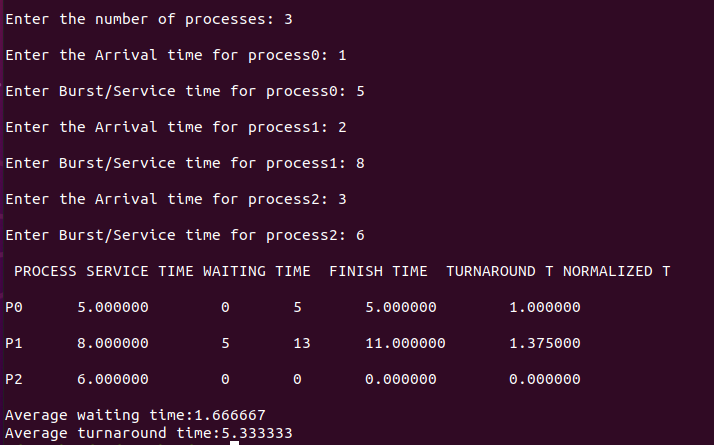 Enter the number of processes: 3
Enter the Arrival time for process0: 1
Enter Burst/Service time for process0: 5
Enter the Arrival time for process1: 2
Enter Burst/Service time for process1: 8
Enter the Arrival time for process2: 3
Enter Burst/Service time for process2: 6
PROCESS SERVICE TIME WAITING TIME  FINISH TIME  TURNAROUND T NORMALIZED T
P0      5.000000        0       5       5.000000        1.000000
P1      8.000000        5       13      11.000000       1.375000
P2      6.000000        0       0       0.000000        0.000000
Average waiting time:1.666667
Average turnaround time:5.333333